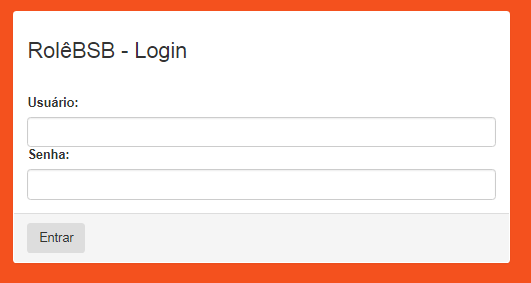 RolêBSB - Login
Usuário:
Senha:
Entrar